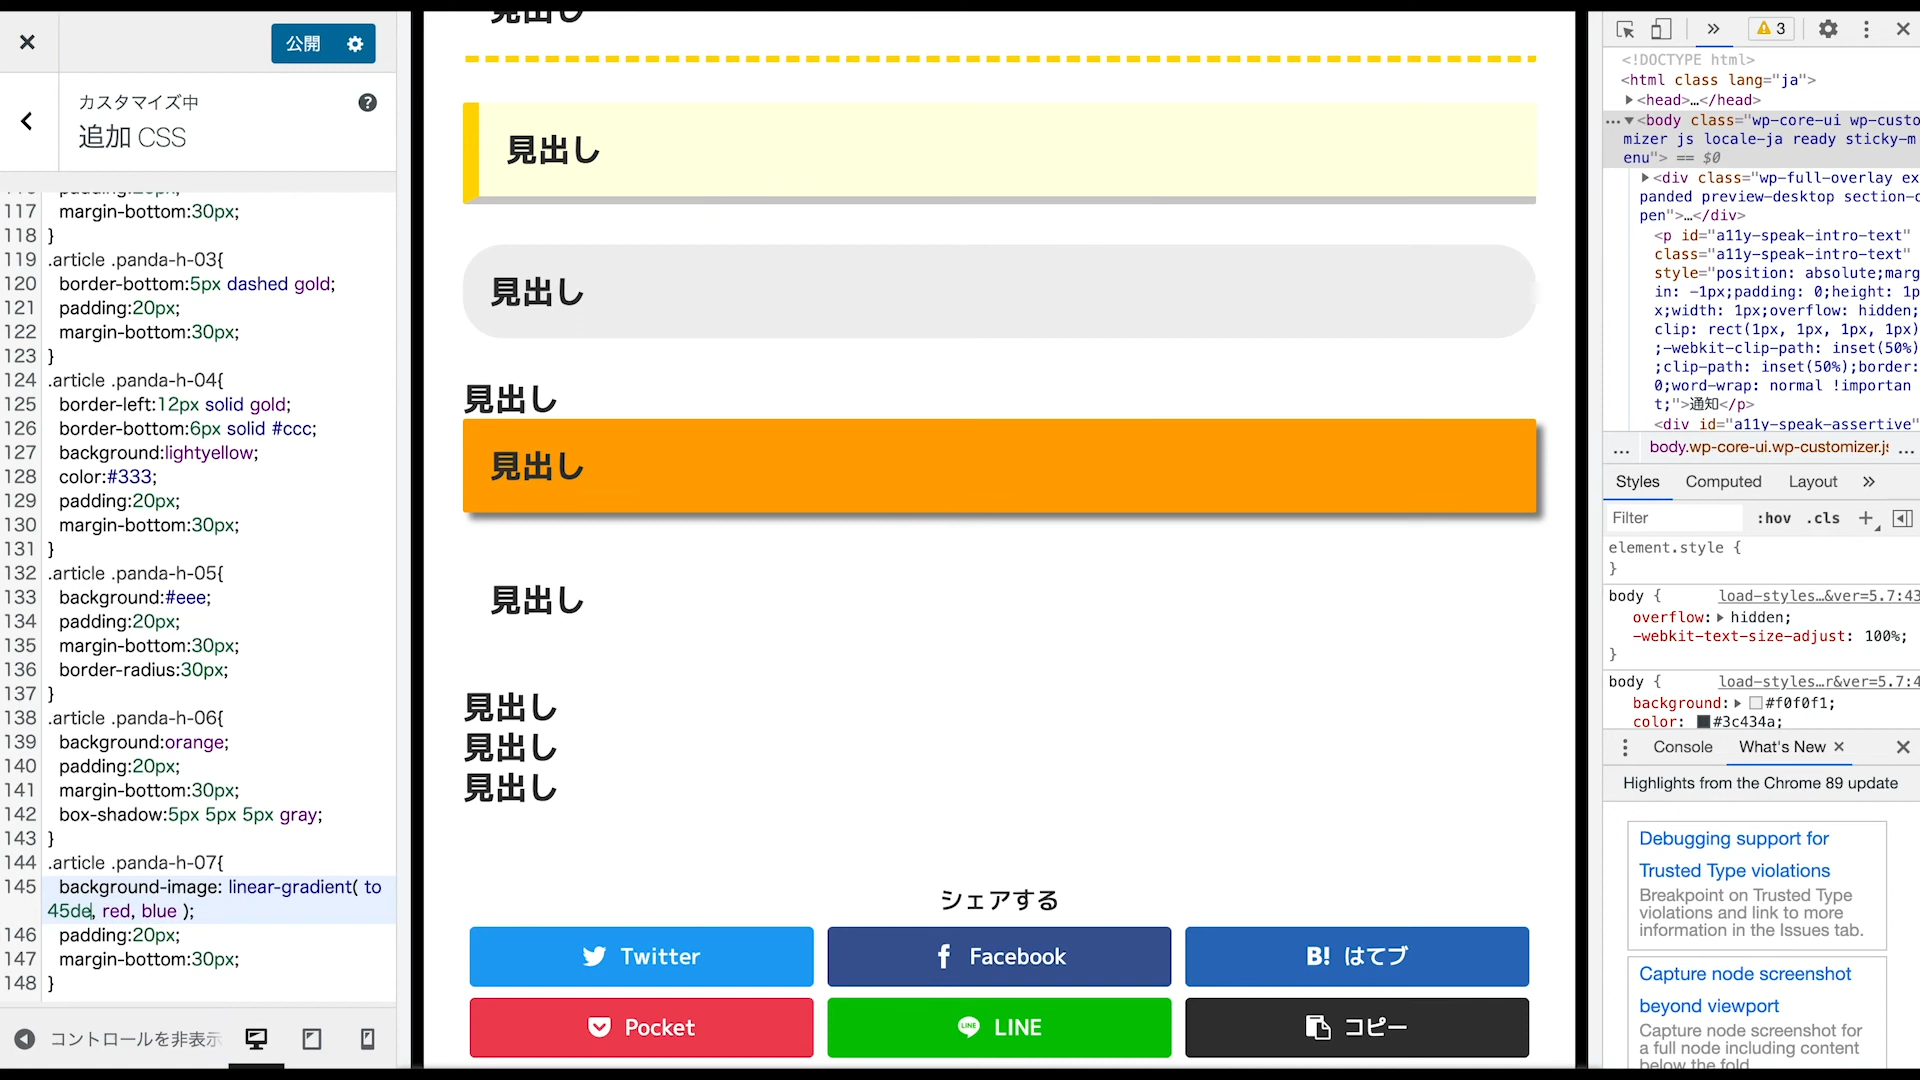 公開
カスタマイズ中
追加 CSS
117 margin-bottom:30px;
118 }
119 .article .panda-h-03{
120 border-bottom:5px dashed gold;
121 padding:20px;
122 margin-bottom:30px;
123 }
124 .article .panda-h-04{
125 border-left:12px solid gold;
126 border-bottom:6px solid #ccc;
127 background:lightyellow;
128 color:#333;
129 padding:20px;
130 margin-bottom:30px;
131 }
132 .article .panda-h-05{
133 background:#eee;
134 padding:20px;
135 margin-bottom:30px;
136 border-radius:30px;
137 }
138 .article .panda-h-06{
139 background:orange;
140 padding:20px;
141 margin-bottom:30px;
142 box-shadow:5px 5px 5px gray;
143 }
144 .article .panda-h-07{
145 background-image: linear-gradient( to
45de, red, blue );
146 padding:20px;
147 margin-bottom:30px;
148 }
コントロールを非表示
見出し
見出し
見出し
見出し
見出し
見出し
見出し
見出し
見出し
シェアする
Twitter
Facebook
B! はてブ
Pocket
LINE
コピー
3
<!DOCTYPE html>
<html class lang="ja">
<head>…</head>
<body class="wp-core-ui wp-custo
mizer js locale-ja ready sticky-m
enu"> == $0
<div class="wp-full-overlay ex
panded preview-desktop section-o
pen">…</div>
<p id="a11y-speak-intro-text"
class="a11y-speak-intro-text"
style="position: absolute;marg
in: -1px;padding: 0;height: 1p
x;width: 1px;overflow: hidden;
clip: rect(1px, 1px, 1px, 1px)
;-webkit-clip-path: inset(50%)
;clip-path: inset(50%);border:
0;word-wrap: normal !importan
t;">通知</p>
<div id="a11y-speak-assertive"
... body.wp-core-ui.wp-customizer.js ...
Styles Computed Layout »
Filter :hov .cls +
element.style {
}
body { load-styles…&ver=5.7:43
overflow: hidden;
-webkit-text-size-adjust: 100%;
}
body { load-styles…r&ver=5.7:4
background: #f0f0f1;
color: #3c434a;
Console What's New ×
Highlights from the Chrome 89 update
Debugging support for
Trusted Type violations
Breakpoint on Trusted Type
violations and link to more
information in the Issues tab.
Capture node screenshot
beyond viewport
Capture node screenshot for
a full node including content
below the fold.